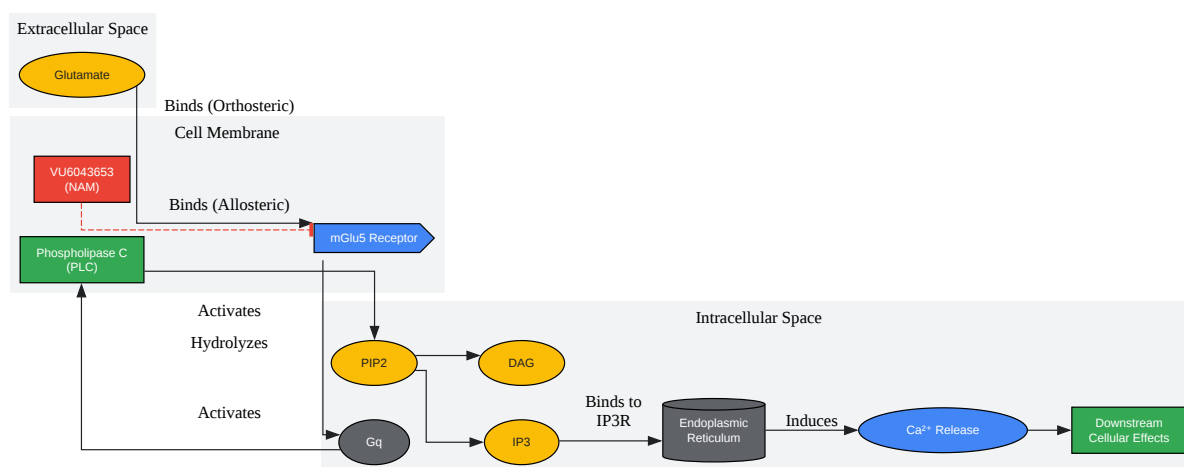 Extracellular Space
Glutamate
Binds (Orthosteric)
Cell Membrane
VU6043653
(NAM)
Binds (Allosteric)
mGlu5 Receptor
Phospholipase C
(PLC)
Activates
Intracellular Space
Hydrolyzes
PIP2
DAG
Activates
Gq
IP3
Binds to
IP3R
Endoplasmic
Reticulum
Induces
Ca²⁺ Release
Downstream
Cellular Effects